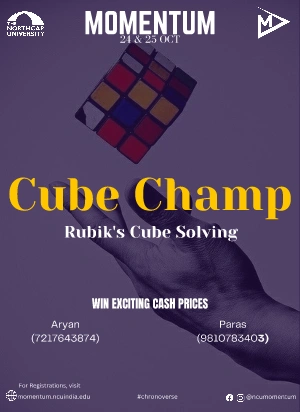 THE NORTHCAP
UNIVERSITY
MOMENTUM
24 & 25 OCT
M
Cube Champ
Rubik's Cube Solving
WIN EXCITING CASH PRICES
Aryan
(7217643874)
Paras
(9810783403)
For Registrations, visit
momentum.ncuindia.edu
#chronoverse
@ncumomentum